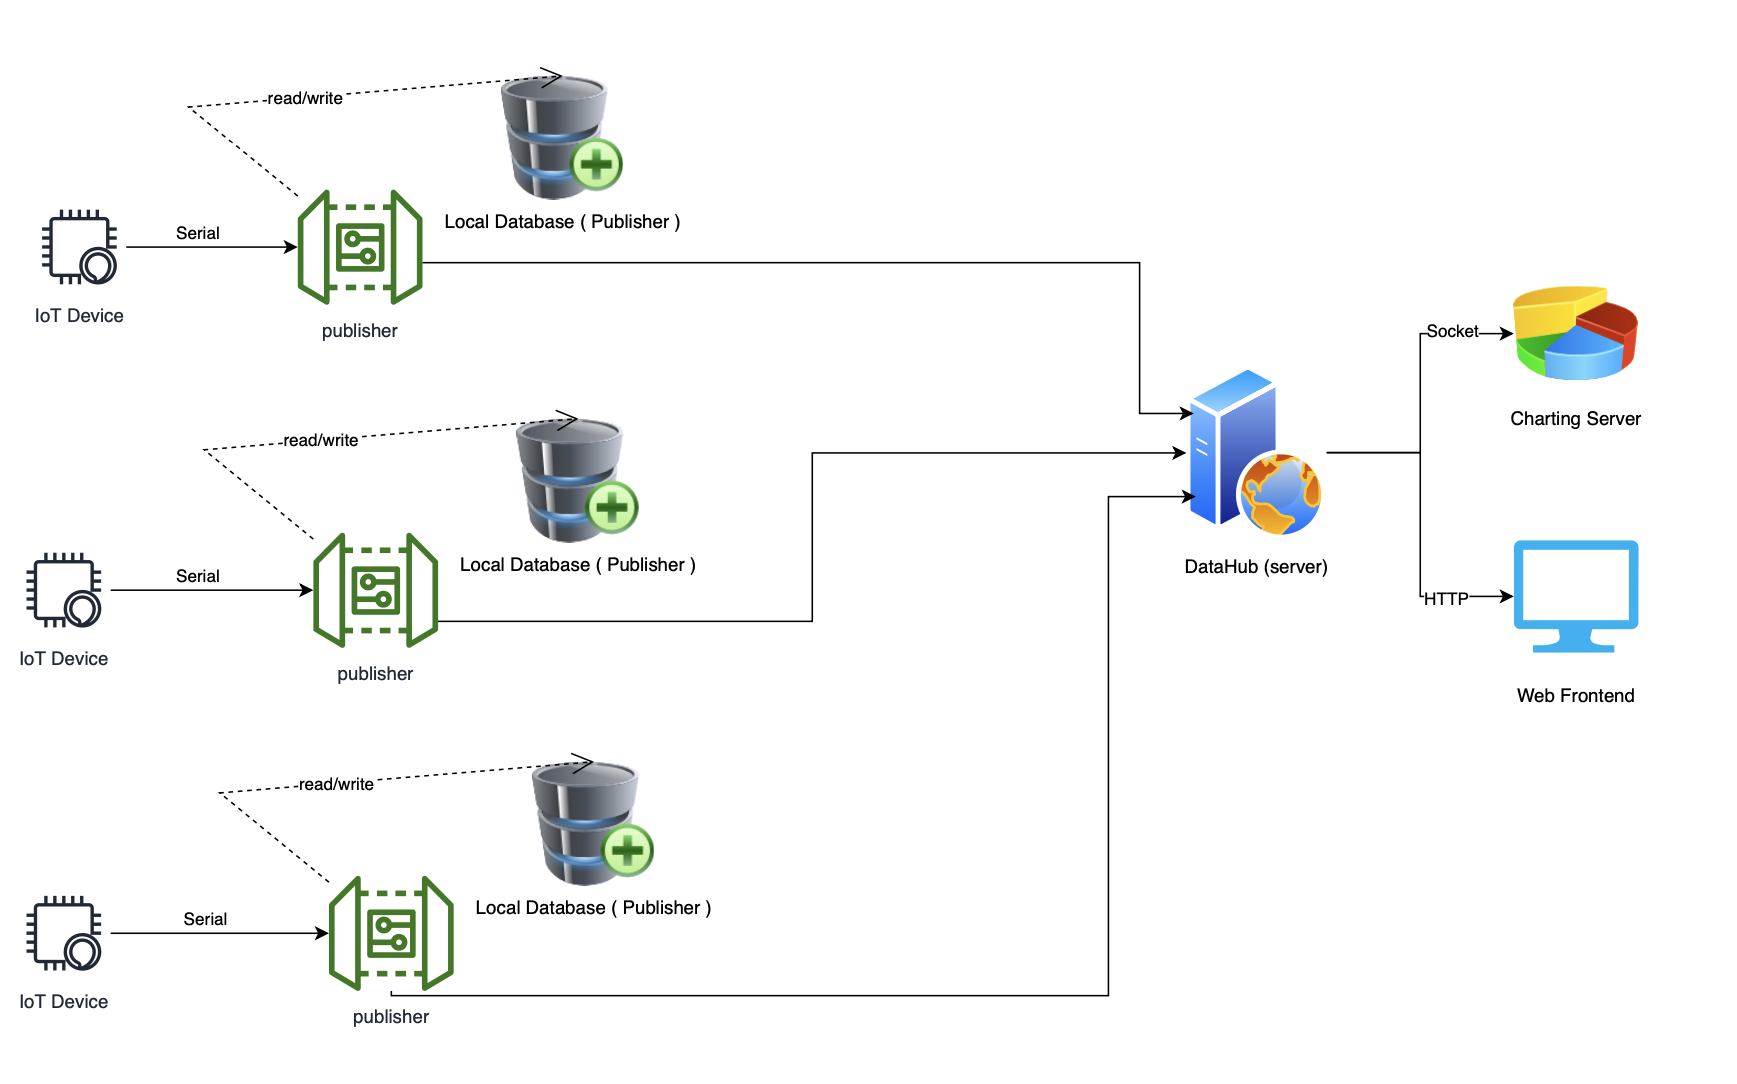 read/write
Local Database ( Publisher )
Serial
IoT Device
publisher
Socket
Charting Server
read/write
Local Database ( Publisher )
Serial
IoT Device
publisher
DataHub (server)
HTTP
Web Frontend
read/write
Local Database ( Publisher )
Serial
IoT Device
publisher